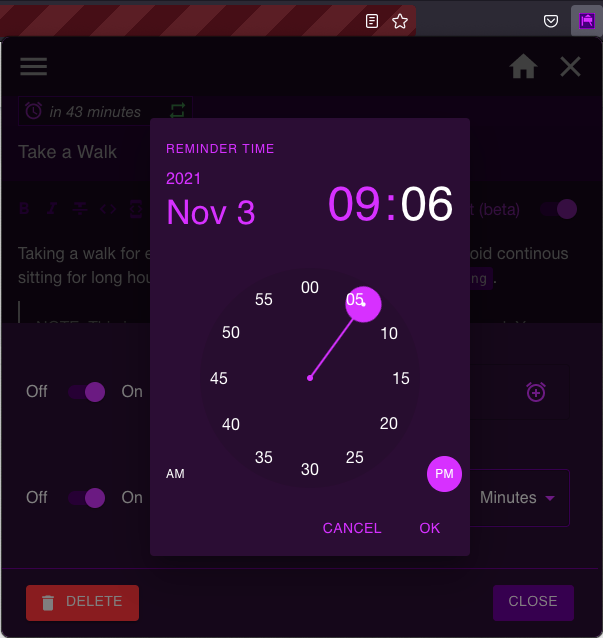 in 43 minutes
Take a Walk
REMINDER TIME
2021
Nov 3
09:06
(beta)
B I S <>
Taking a walk for
oid continous
sitting for long hou
ng.
00
05
10
15
20
25
30
35
40
45
50
55
AM
PM
CANCEL
OK
Off
On
Off
On
Minutes
DELETE
CLOSE